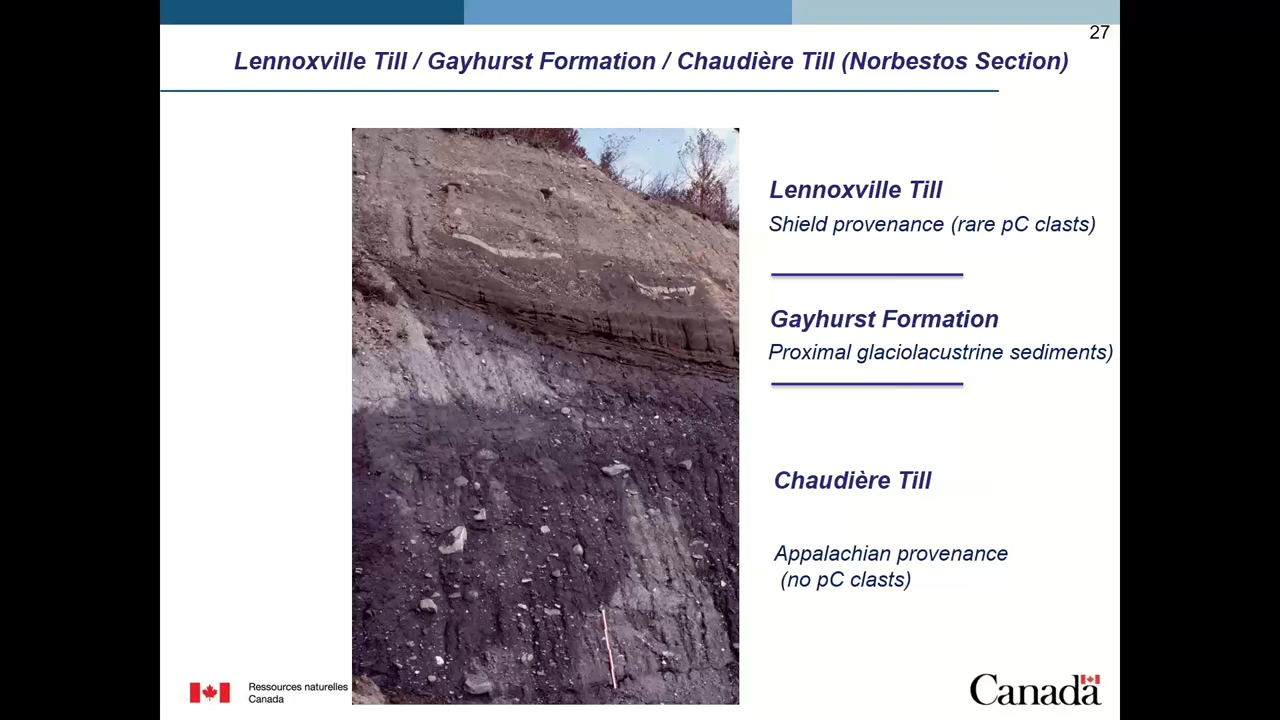 27
Lennoxville Till / Gayhurst Formation / Chaudière Till (Norbestos Section)
Lennoxville Till
Shield provenance (rare pC clasts)
Gayhurst Formation
Proximal glaciolacustrine sediments)
Chaudière Till
Appalachian provenance
(no pC clasts)
Ressources naturelles
Canada
Canada